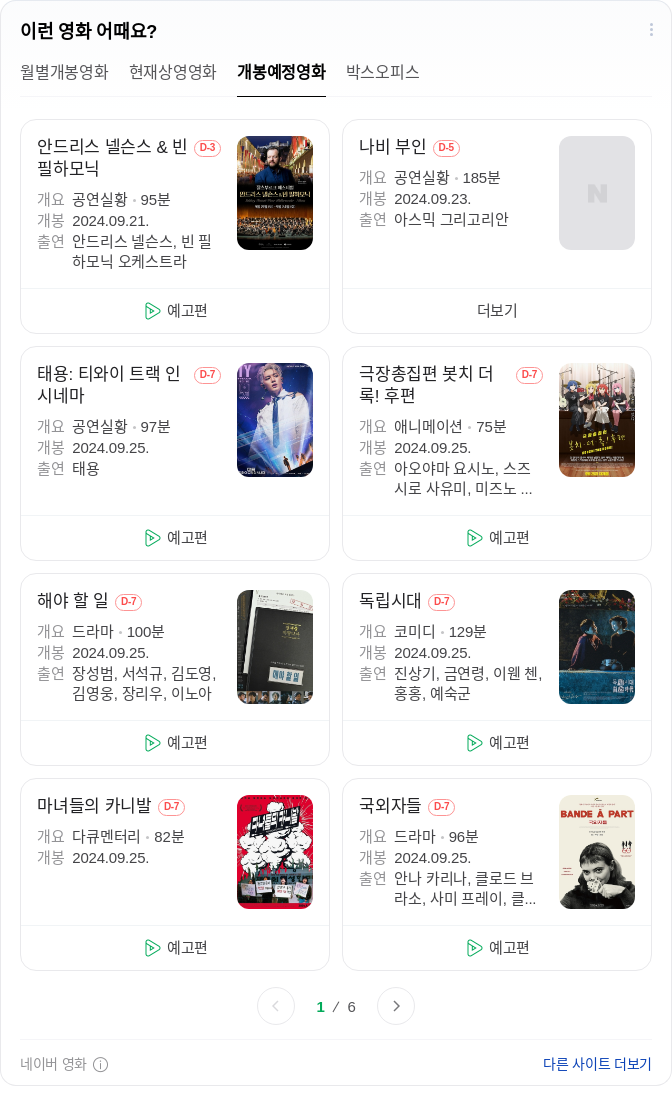 이런 영화 어때요?
월별개봉영화 현재상영영화 개봉예정영화 박스오피스
안드리스 넬슨스 & 빈 D-3
필하모닉
개요 공연실황 • 95분
개봉 2024.09.21.
출연 안드리스 넬슨스, 빈 필
하모닉 오케스트라
예고편
나비 부인 D-5
개요 공연실황 • 185분
개봉 2024.09.23.
출연 아스믹 그리고리안
N
더보기
태용: 티와이 트랙 인 D-7
시네마
개요 공연실황 • 97분
개봉 2024.09.25.
출연 태용
예고편
극장총집편 봇치 더 D-7
록! 후편
개요 애니메이션 • 75분
개봉 2024.09.25.
출연 아오야마 요시노, 스즈
시로 사유미, 미즈노 ...
예고편
해야 할 일 D-7
개요 드라마 • 100분
개봉 2024.09.25.
출연 장성범, 서석규, 김도영,
김영웅, 장리우, 이노아
해야 할 일
예고편
독립시대 D-7
개요 코미디 • 129분
개봉 2024.09.25.
출연 진상기, 금연령, 이웬 첸,
홍홍, 예숙군
예고편
마녀들의 카니발 D-7
개요 다큐멘터리 • 82분
개봉 2024.09.25.
마녀들의카니발
예고편
국외자들 D-7
개요 드라마 • 96분
개봉 2024.09.25.
출연 안나 카리나, 클로드 브
라소, 사미 프레이, 클...
BANDE À PART
국외자들
예고편
1 / 6
네이버 영화
다른 사이트 더보기